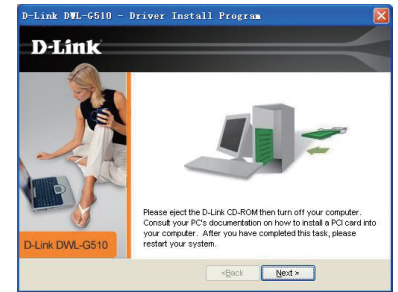 D-Link DWL-G510 - Driver Install Program
D-Link
Please eject the D-Link CD-ROM then turn off your computer.
Consult your PC's documentation on how to install a PCI card into
your computer. After you have completed this task, please
restart your system.
D-Link DWL-G510
<Back Next >